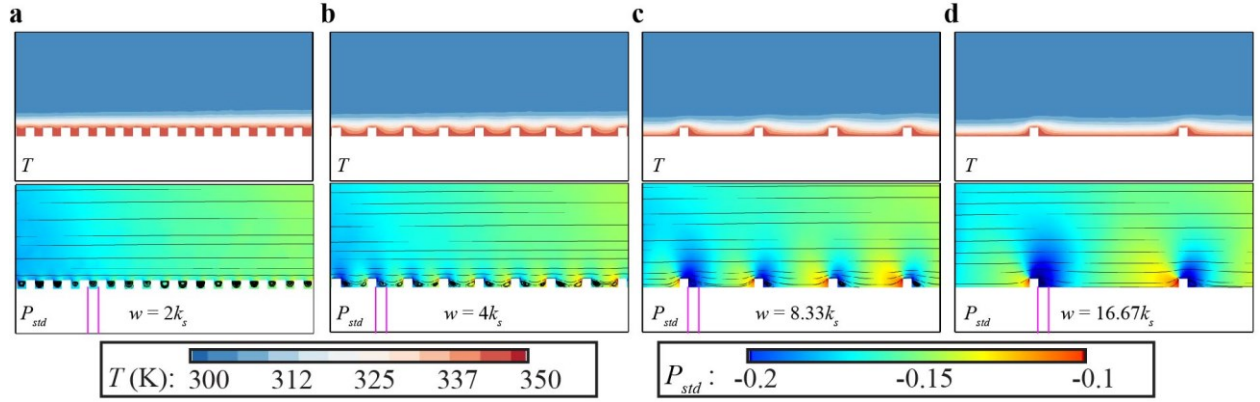 a b c d
T T T T
P_std w = 2k_s P_std w = 4k_s P_std w = 8.33k_s P_std w = 16.67k_s
T (K): 300 312 325 337 350 P_std : -0.2 -0.15 -0.1